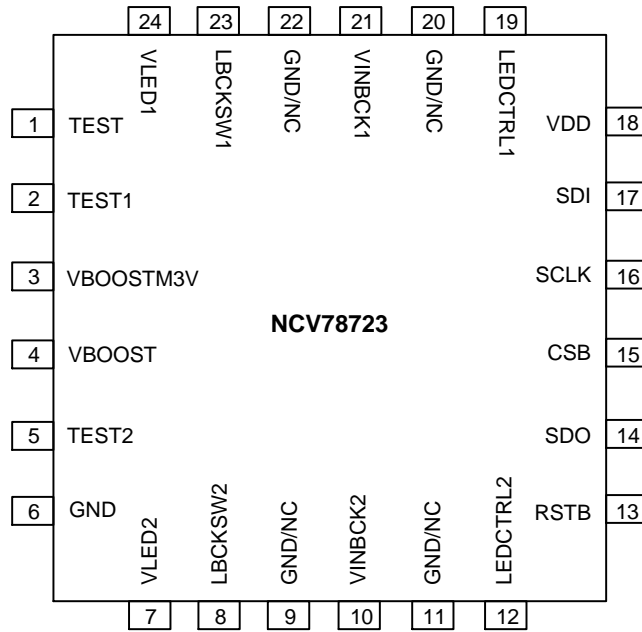 24 23 22 21 20 19
VLED1
LBCKSW1
GND/NC
VINBCK1
GND/NC
LEDCTRL1
1 TEST
2 TEST1
3 VBOOSTM3V
4 VBOOST
5 TEST2
6 GND
NCV78723
VDD 18
SDI 17
SCLK 16
CSB 15
SDO 14
RSTB 13
VLED2
LBCKSW2
GND/NC
VINBCK2
GND/NC
LEDCTRL2
7 8 9 10 11 12